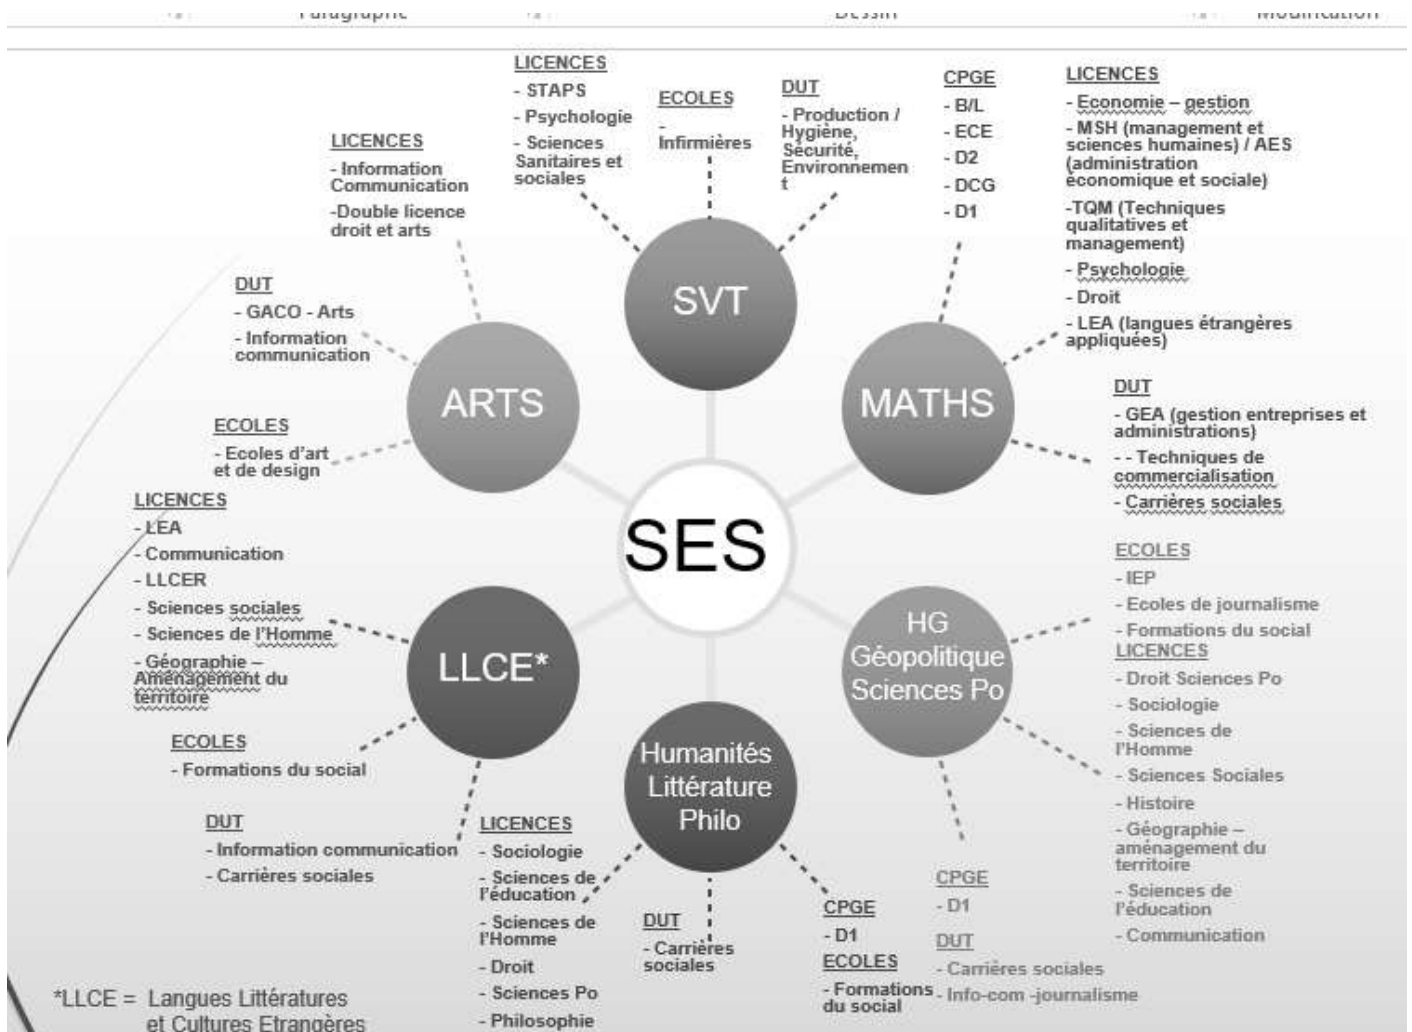 Paragraphe
Dessin
Modification
LICENCES
- STAPS
- Psychologie
- Sciences
Sanitaires et
sociales
ECOLES
-
Infirmières
DUT
- Production /
Hygiène,
Sécurité,
Environnemen
t
CPGE
- B/L
- ECE
- D2
- DCG
- D1
LICENCES
- Economie – gestion
- MSH (management et
sciences humaines) / AES
(administration
économique et sociale)
-TQM (Techniques
qualitatives et
management)
- Psychologie
- Droit
- LEA (langues étrangères
appliquées)
LICENCES
- Information
Communication
-Double licence
droit et arts
DUT
- GACO - Arts
- Information
communication
ECOLES
- Ecoles d'art
et de design
SVT
ARTS
MATHS
SES
LLCE*
HG
Géopolitique
Sciences Po
Humanités
Littérature
Philo
DUT
- GEA (gestion entreprises et
administrations)
- - Techniques de
commercialisation
- Carrières sociales
LICENCES
- LEA
- Communication
- LLCER
- Sciences sociales
- Sciences de l'Homme
- Géographie –
Aménagement du
territoire
ECOLES
- Formations du social
DUT
- Information communication
- Carrières sociales
ECOLES
- IEP
- Ecoles de journalisme
- Formations du social
LICENCES
- Droit Sciences Po
- Sociologie
- Sciences de
l'Homme
- Sciences Sociales
- Histoire
- Géographie –
aménagement du
territoire
- Sciences de
l'éducation
- Communication
LICENCES
- Sociologie
- Sciences de
l'éducation
- Sciences de
l'Homme
- Droit
- Sciences Po
- Philosophie
DUT
- Carrières
sociales
CPGE
- D1
ECOLES
- Formations
du social
CPGE
- D1
DUT
- Carrières sociales
- Info-com -journalisme
*LLCE = Langues Littératures
et Cultures Etrangères